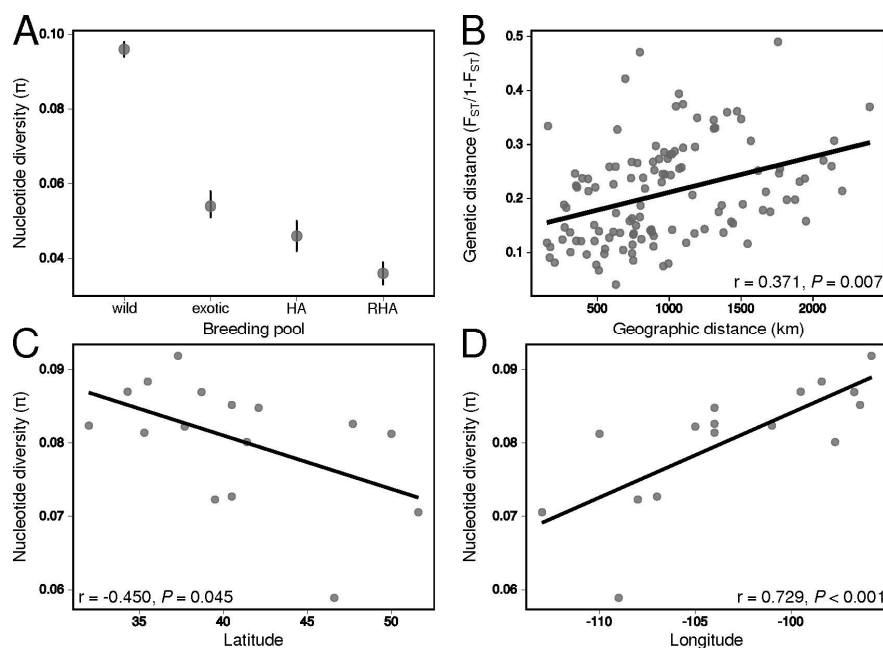 A
Nucleotide diversity (π)
0.10
0.08
0.06
0.04
wild
exotic
HA
RHA
Breeding pool
B
Genetic distance (FST/1-FST)
0.5
0.4
0.3
0.2
0.1
r = 0.371, P = 0.007
500
1000
1500
2000
Geographic distance (km)
C
Nucleotide diversity (π)
0.09
0.08
0.07
0.06
r = -0.450, P = 0.045
35
40
45
50
Latitude
D
Nucleotide diversity (π)
0.09
0.08
0.07
0.06
r = 0.729, P < 0.001
-110
-105
-100
Longitude